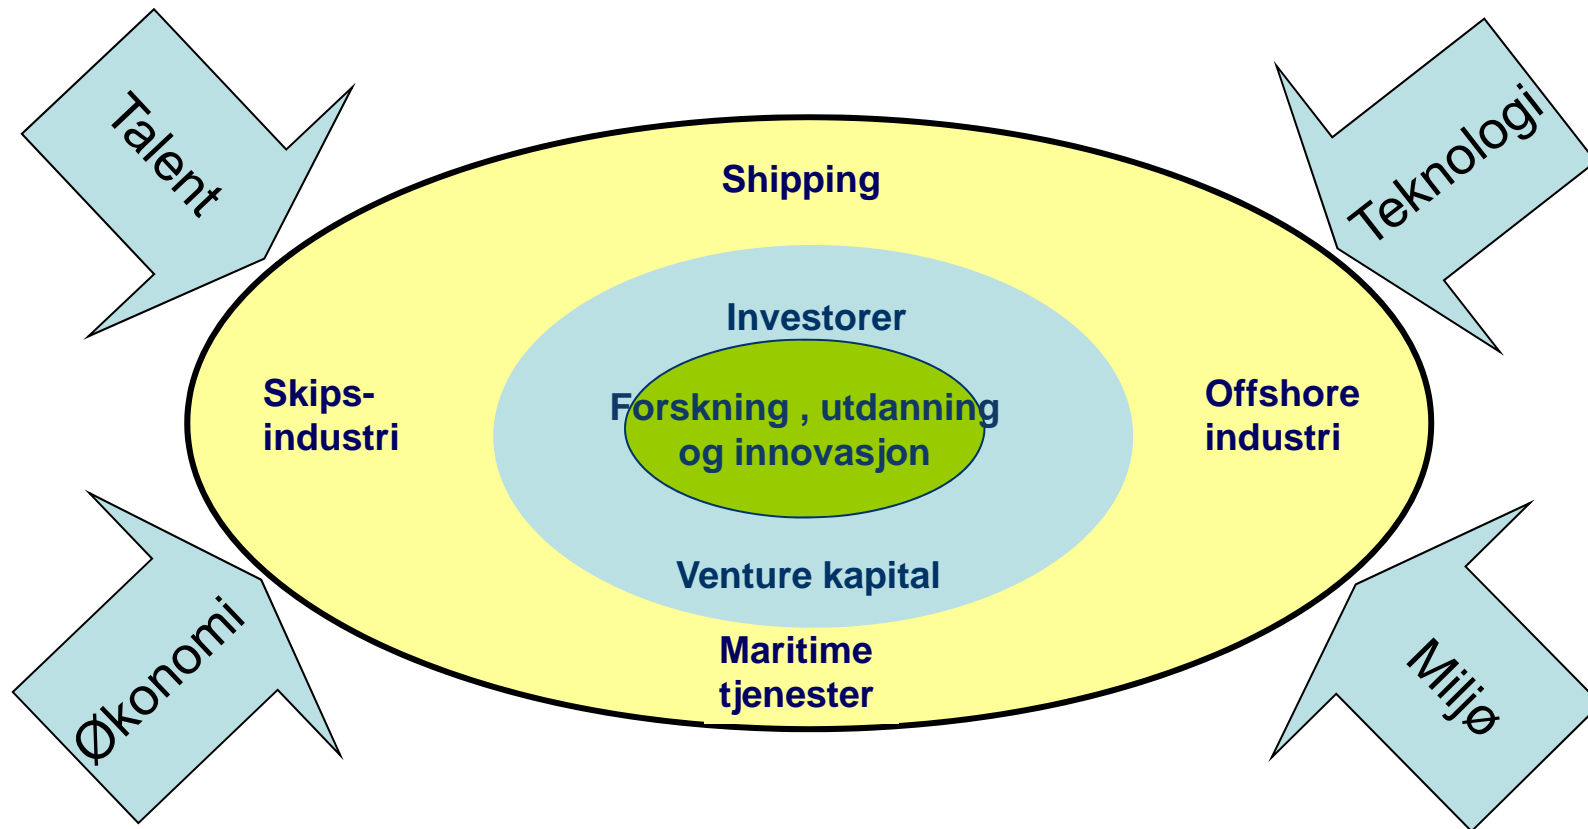 Talent
Teknologi
Shipping
Investorer
Skips-
industri
Forskning , utdanning
og innovasjon
Offshore
industri
Venture kapital
Maritime
tjenester
Økonomi
Miljø